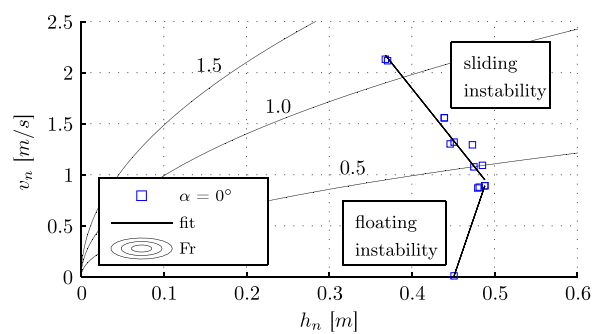 2.5
2
1.5
1
0.5
0
v_n [m/s]
1.5
1.0
0.5
sliding
instability
floating
instability
α = 0°
fit
Fr
0
0.1
0.2
0.3
0.4
0.5
0.6
h_n [m]